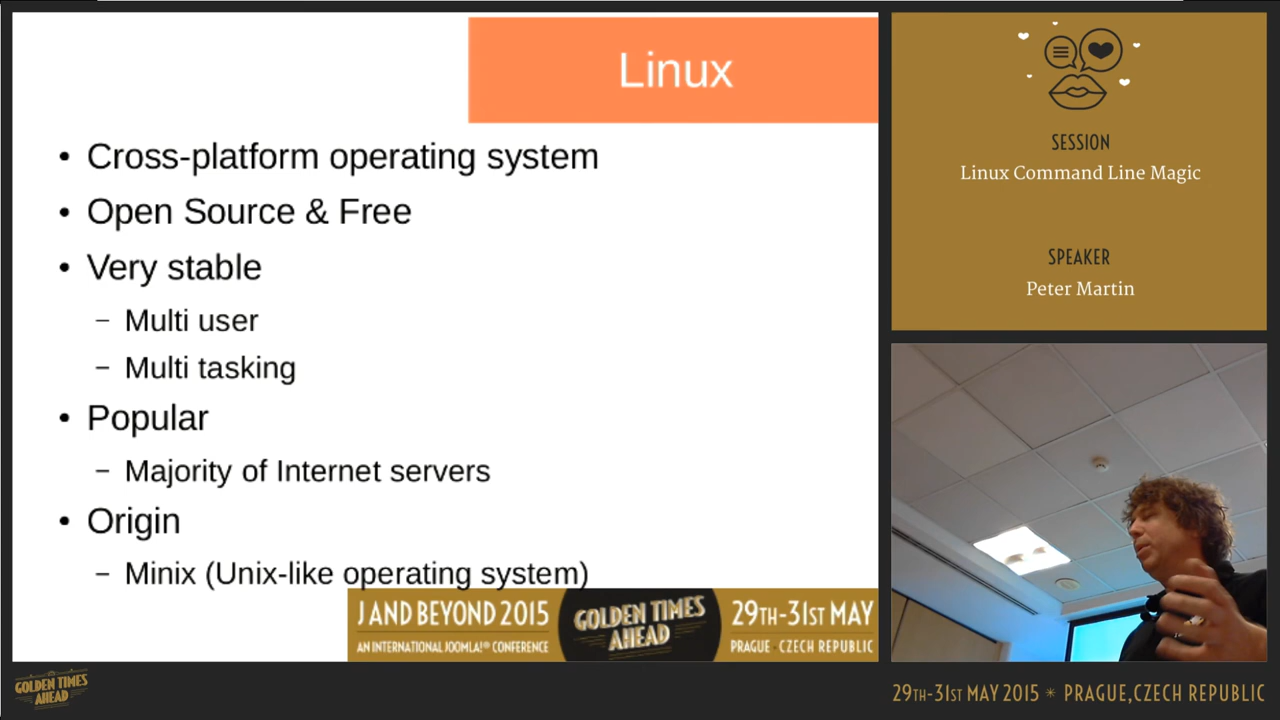 Linux
• Cross-platform operating system
• Open Source & Free
• Very stable
– Multi user
– Multi tasking
• Popular
– Majority of Internet servers
• Origin
– Minix (Unix-like operating system)
J AND BEYOND 2015
AN INTERNATIONAL JOOMLA!® CONFERENCE
GOLDEN TIMES
AHEAD
29TH-31ST MAY
PRAGUE - CZECH REPUBLIC
SESSION
Linux Command Line Magic
SPEAKER
Peter Martin
GOLDEN TIMES
AHEAD
29TH-31ST MAY 2015 * PRAGUE,CZECH REPUBLIC